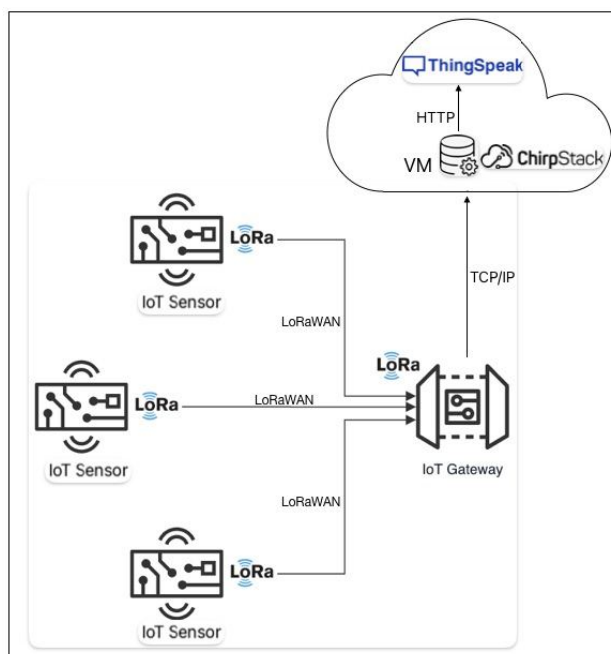 ThingSpeak
HTTP
VM
ChirpStack
TCP/IP
LoRa
IoT Sensor
LoRaWAN
LoRa
LoRa
LoRaWAN
IoT Sensor
IoT Gateway
LoRaWAN
LoRa
IoT Sensor